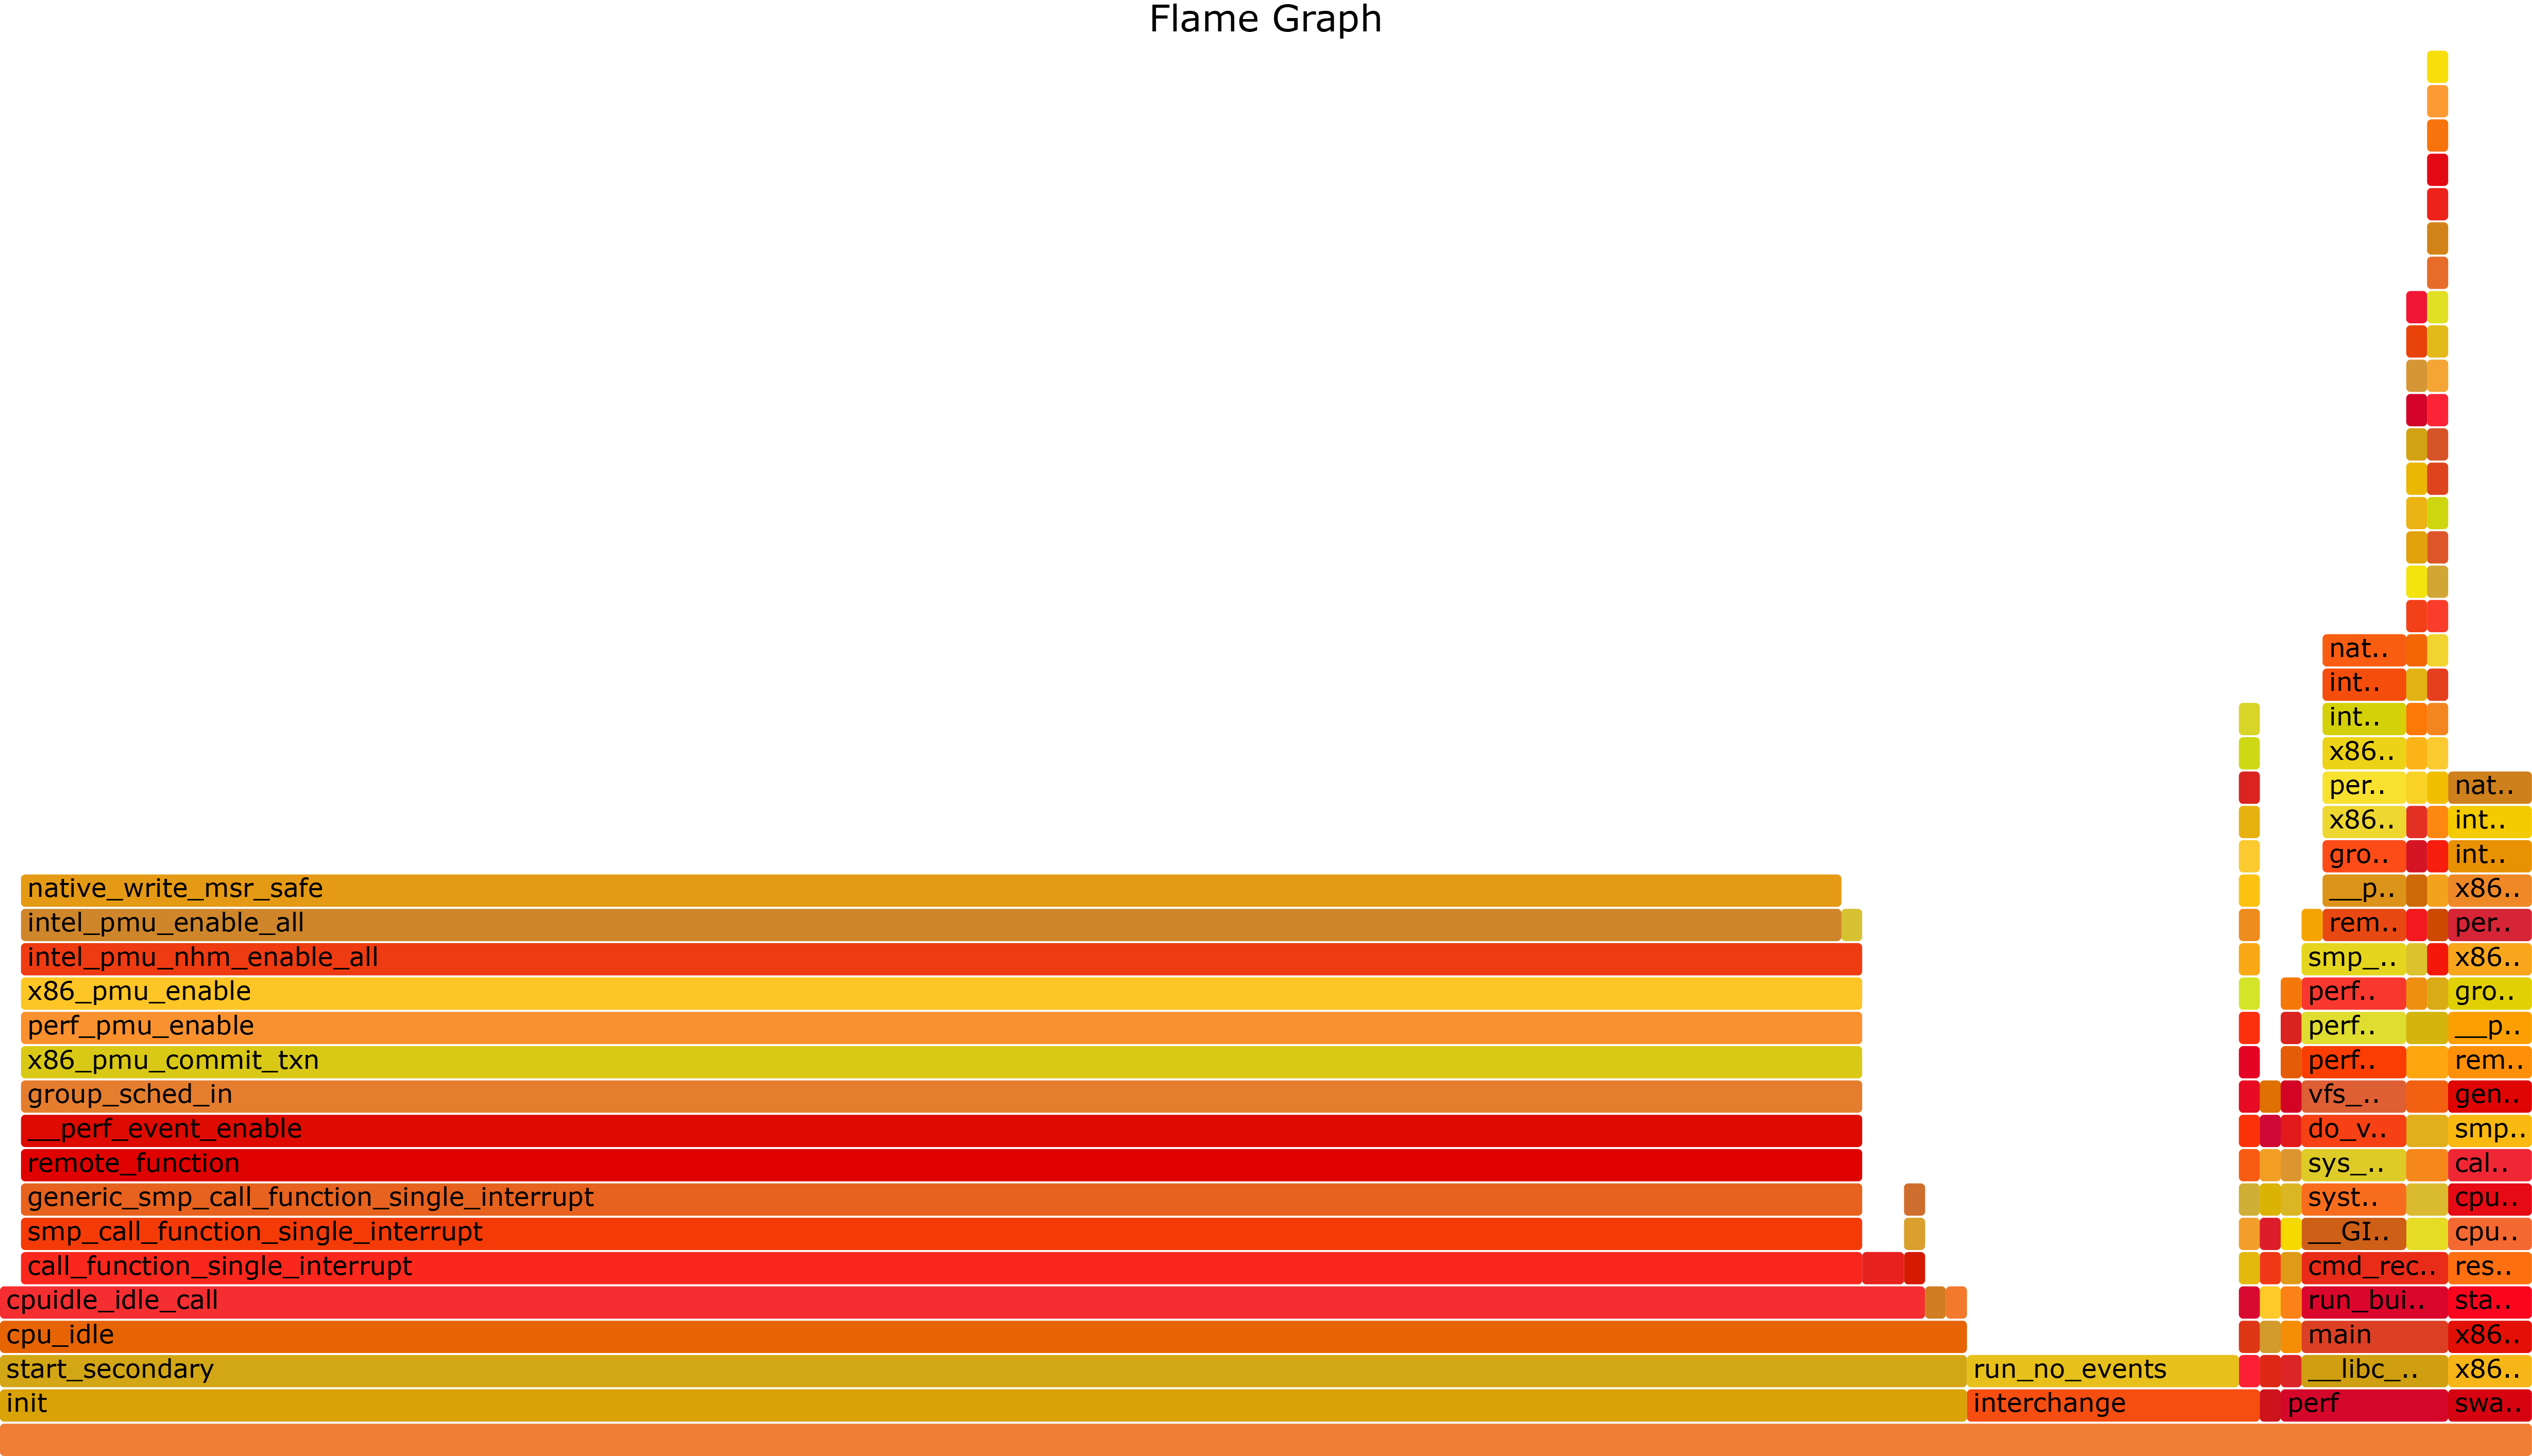 Flame Graph
nat..
int..
int..
x86..
per.. nat..
x86.. int..
gro.. int..
native_write_msr_safe __p.. x86..
intel_pmu_enable_all rem.. per..
intel_pmu_nhm_enable_all smp_.. x86..
x86_pmu_enable perf.. gro..
perf_pmu_enable perf.. __p..
x86_pmu_commit_txn perf.. rem..
group_sched_in vfs_.. gen..
__perf_event_enable do_v.. smp..
remote_function sys_.. cal..
generic_smp_call_function_single_interrupt syst.. cpu..
smp_call_function_single_interrupt __GI.. cpu..
call_function_single_interrupt cmd_rec.. res..
cpuidle_idle_call run_bui.. sta..
cpu_idle main x86..
start_secondary run_no_events __libc_.. x86..
init interchange perf swa..